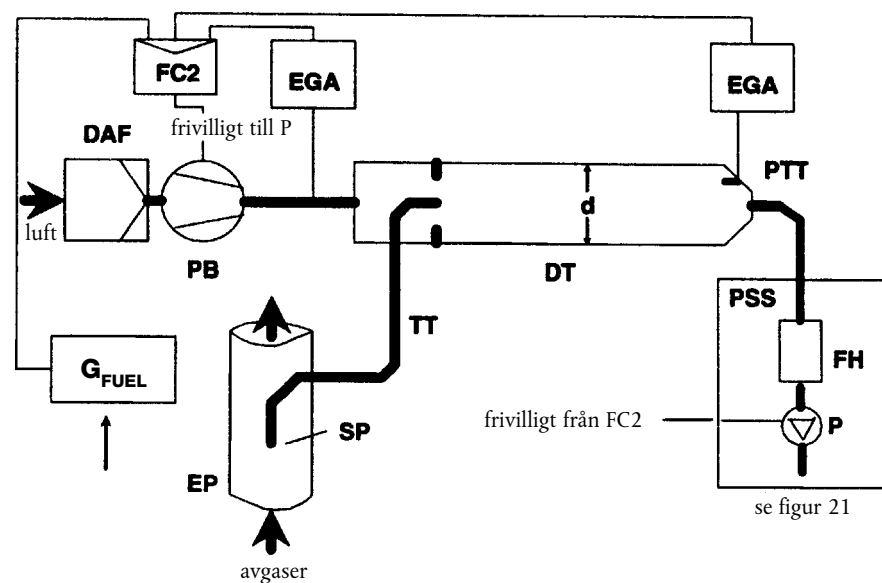 FC2
EGA
EGA
frivilligt till P
DAF
PTT
luft
d
PB
DT
PSS
TT
G_FUEL
FH
SP
frivilligt från FC2
P
EP
se figur 21
avgaser